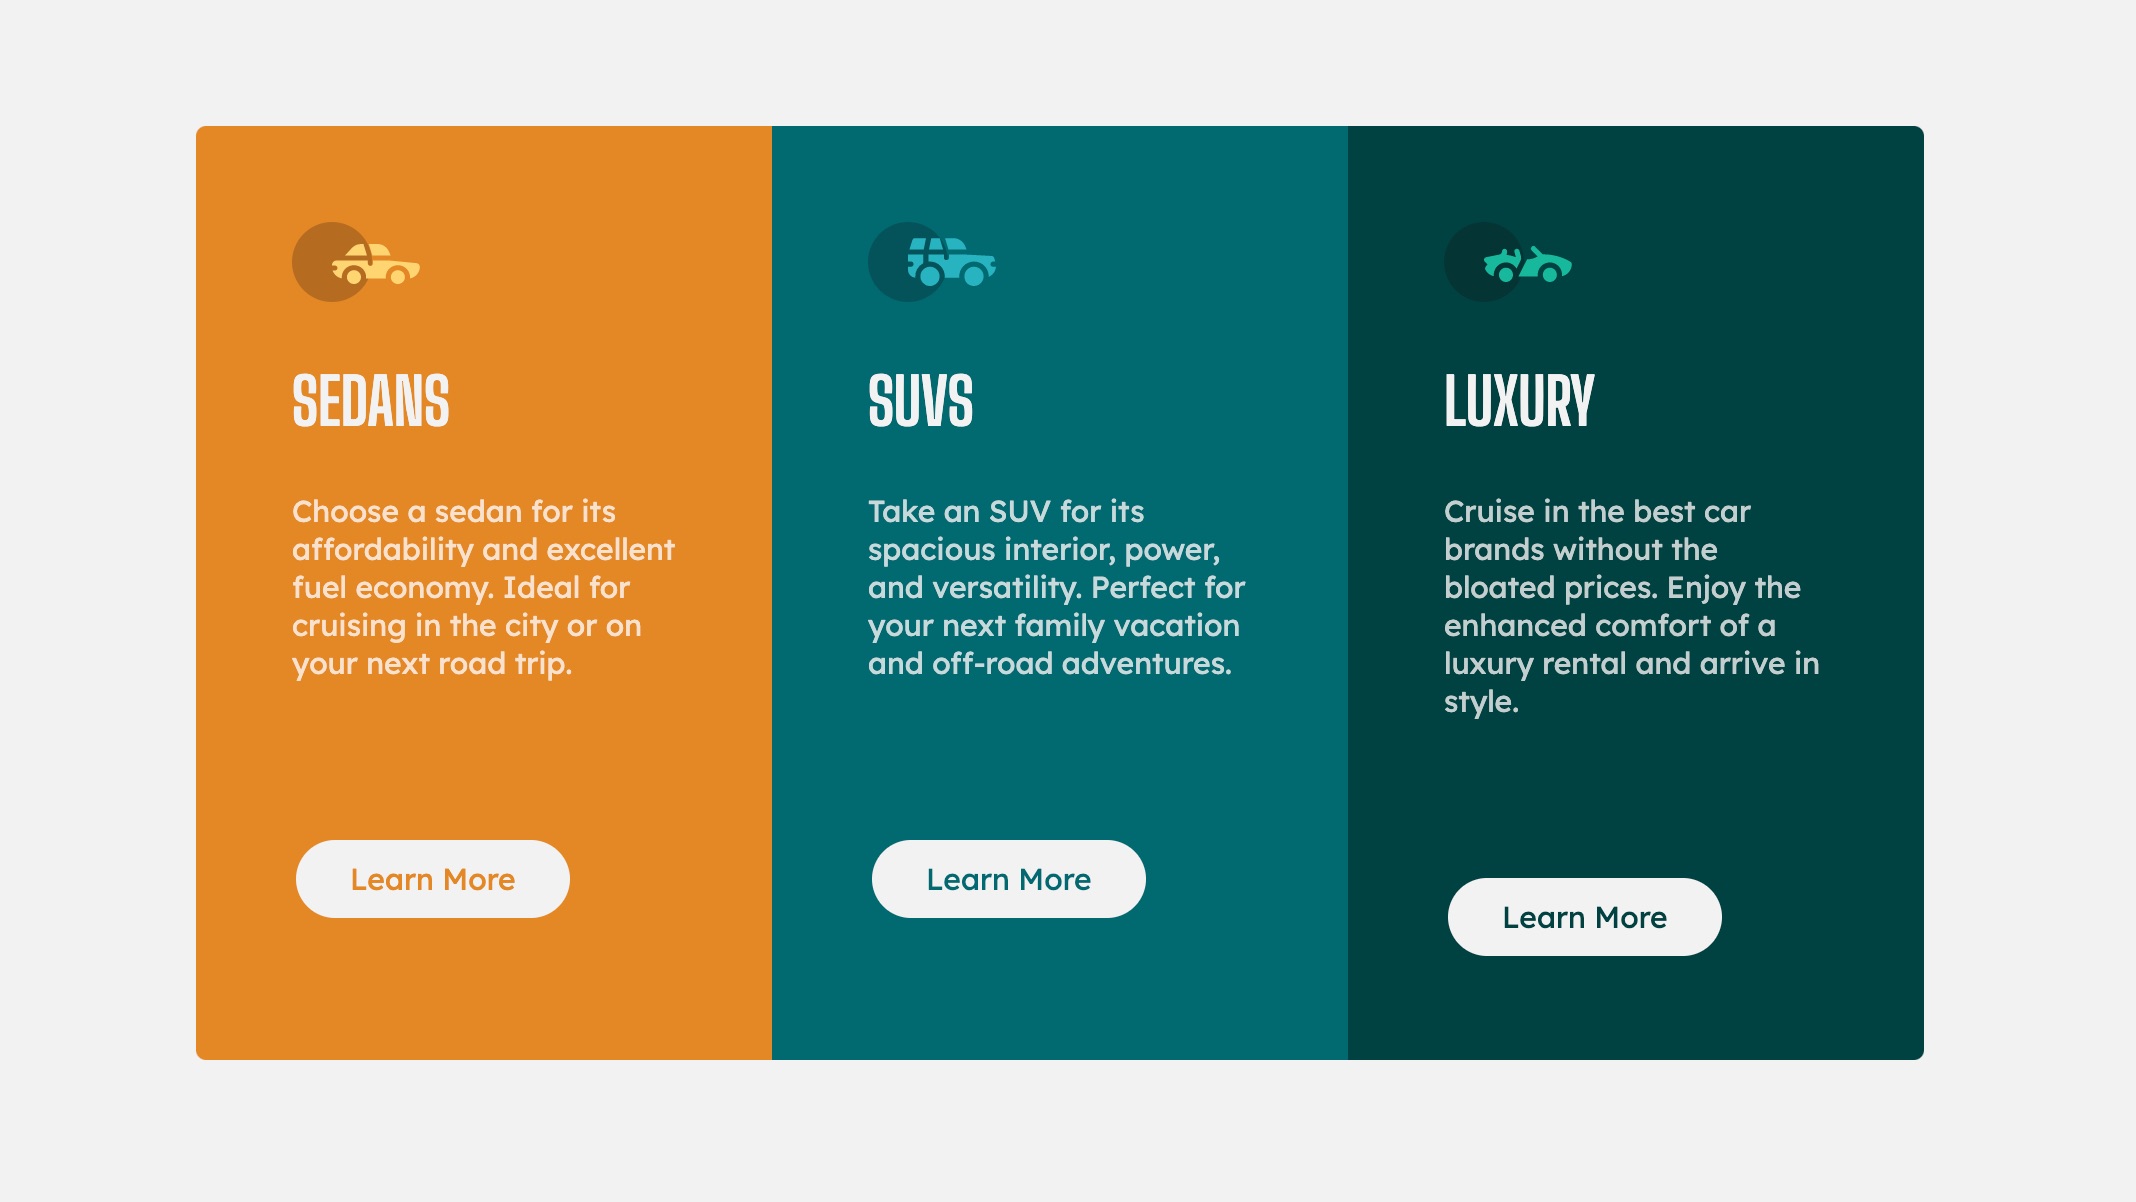 SEDANS
Choose a sedan for its
affordability and excellent
fuel economy. Ideal for
cruising in the city or on
your next road trip.
Learn More
SUVS
Take an SUV for its
spacious interior, power,
and versatility. Perfect for
your next family vacation
and off-road adventures.
Learn More
LUXURY
Cruise in the best car
brands without the
bloated prices. Enjoy the
enhanced comfort of a
luxury rental and arrive in
style.
Learn More